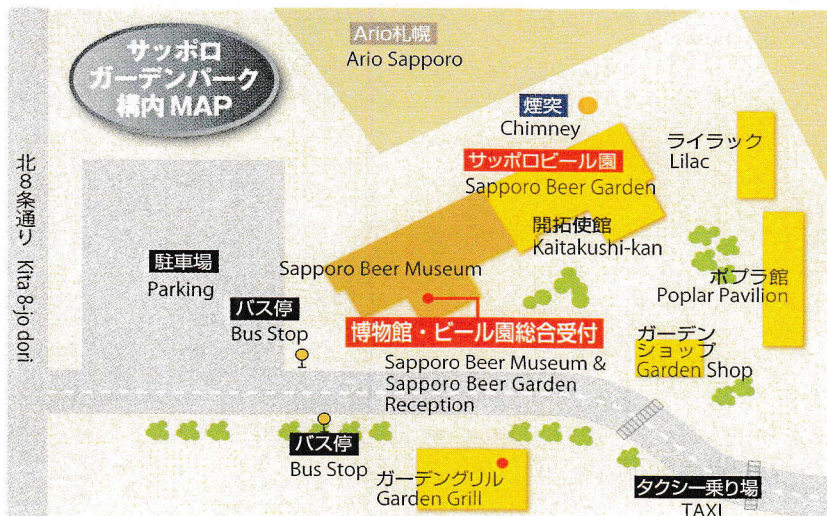 サッポロ
ガーデンパーク
構内MAP
Ario札幌
Ario Sapporo
煙突
Chimney
サッポロビール園
Sapporo Beer Garden
ライラック
Lilac
開拓使館
Kaitakushi-kan
北8条通り Kita 8-jo dori
駐車場
Parking
Sapporo Beer Museum
ポプラ館
Poplar Pavilion
バス停
Bus Stop
博物館・ビール園総合受付
Sapporo Beer Museum &
Sapporo Beer Garden
Reception
ガーデン
ショップ
Garden Shop
バス停
Bus Stop
ガーデングリル
Garden Grill
タクシー乗り場
TAXI